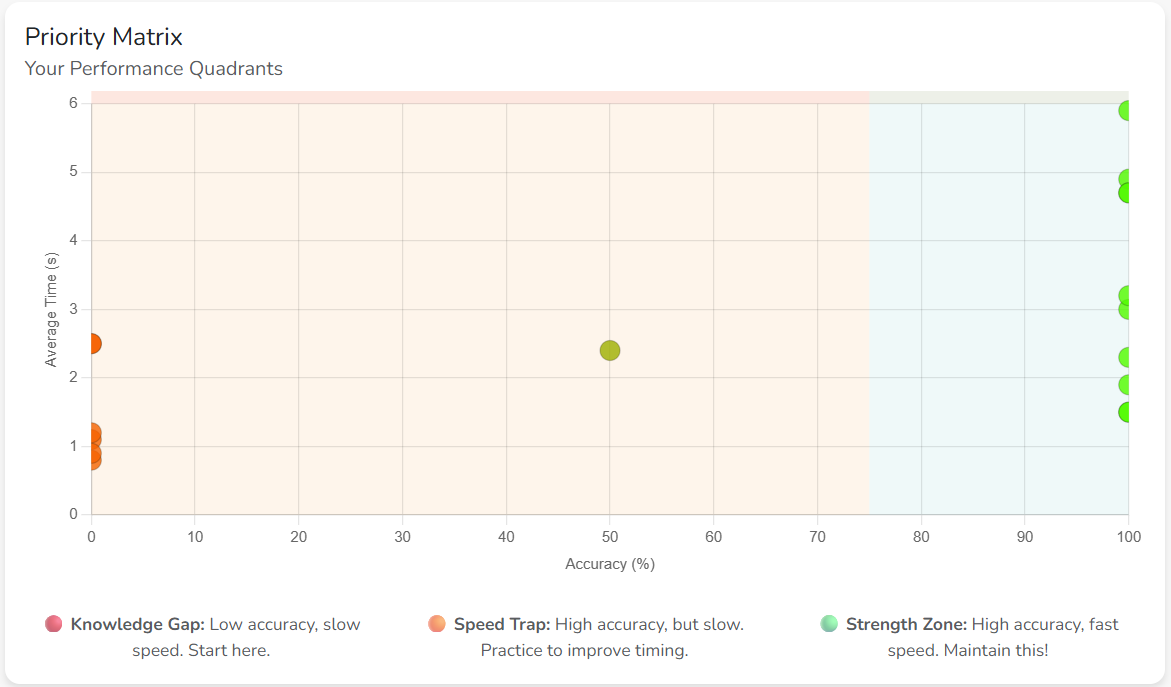 Priority Matrix
Your Performance Quadrants
6
5
4
3
2
1
0
Average Time (s)
0 10 20 30 40 50 60 70 80 90 100
Accuracy (%)
Knowledge Gap: Low accuracy, slow
speed. Start here.
Speed Trap: High accuracy, but slow.
Practice to improve timing.
Strength Zone: High accuracy, fast
speed. Maintain this!